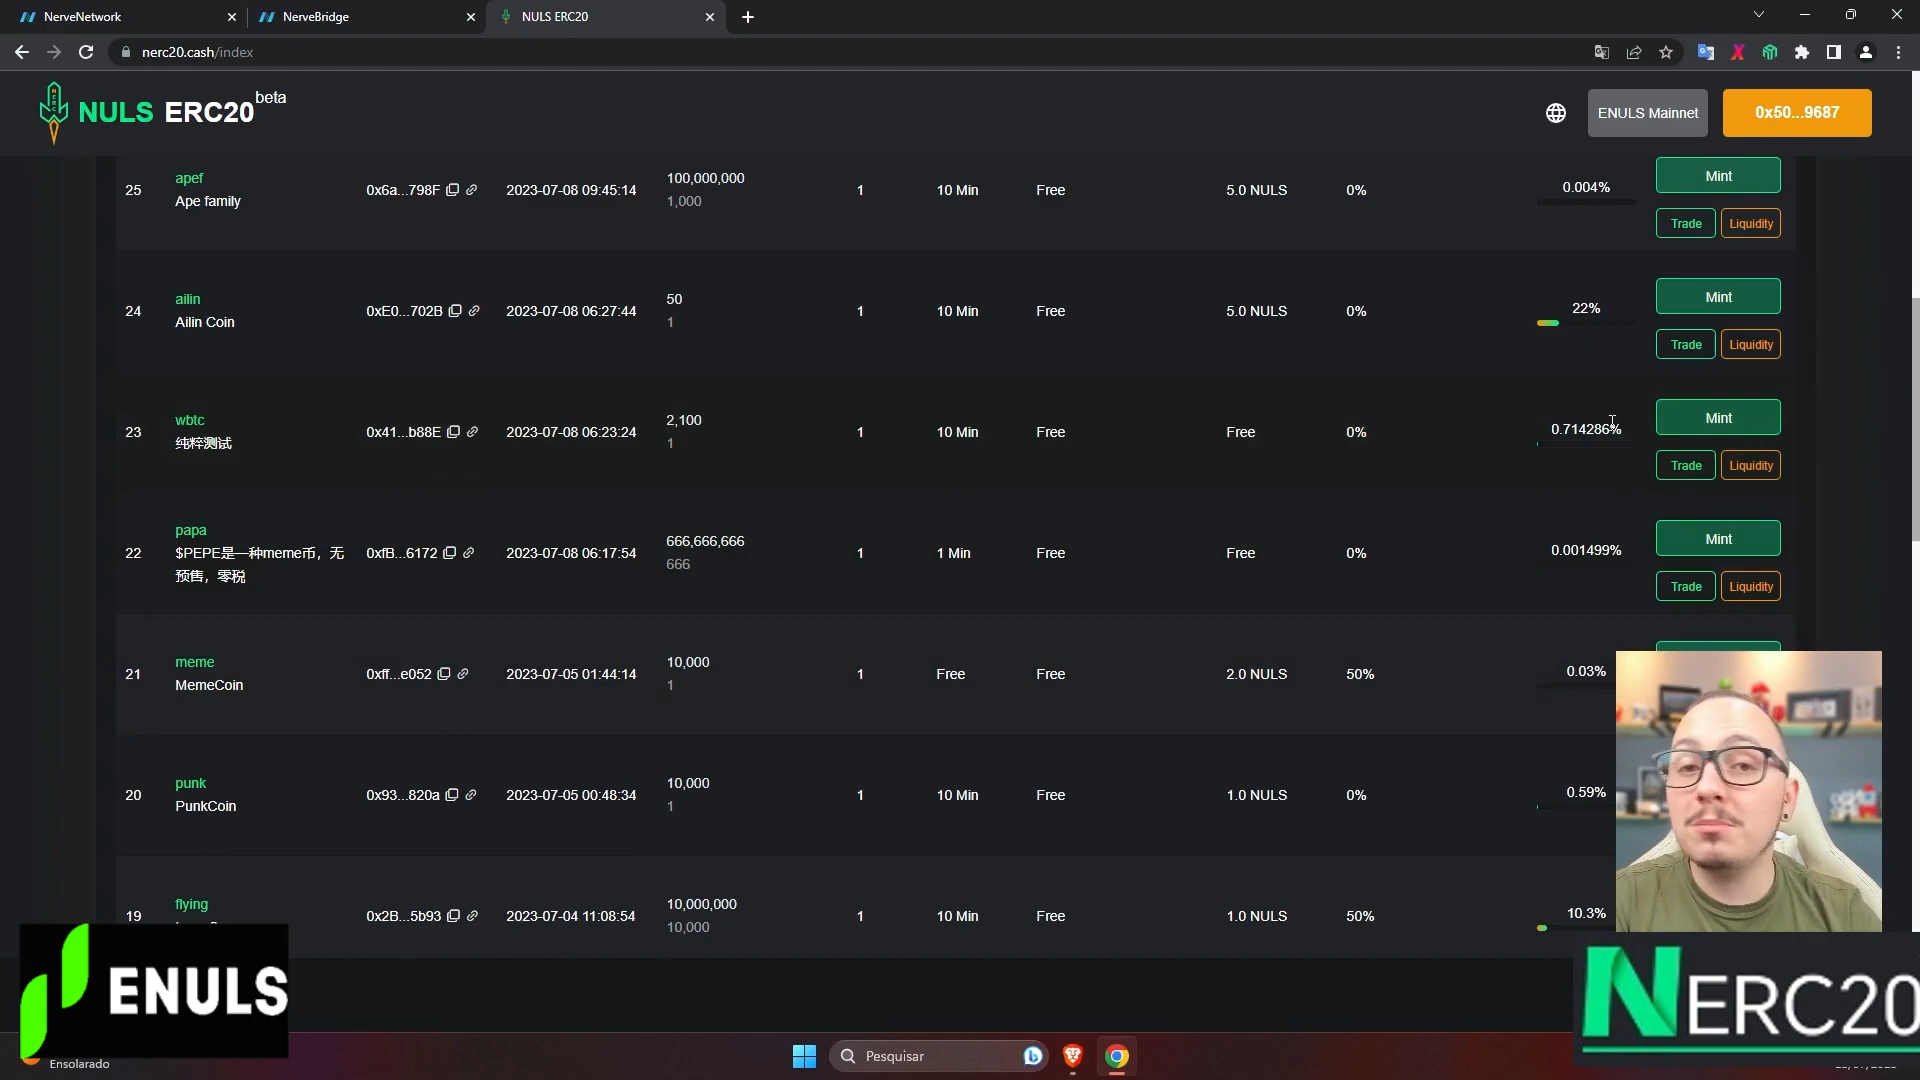 NerveNetwork
NerveBridge
NULS ERC20
nerc20.cash/index
NERC
NULS ERC20 beta
ENULS Mainnet
0x50...9687
25
apef
Ape family
0x6a...798F
2023-07-08 09:45:14
100,000,000
1,000
1
10 Min
Free
5.0 NULS
0%
0.004%
Mint
Trade
Liquidity
24
ailin
Ailin Coin
0xE0...702B
2023-07-08 06:27:44
50
1
1
10 Min
Free
5.0 NULS
0%
22%
Mint
Trade
Liquidity
23
wbtc
纯粹测试
0x41...b88E
2023-07-08 06:23:24
2,100
1
1
10 Min
Free
Free
0%
0.714286%
Mint
Trade
Liquidity
22
papa
$PEPE是一种meme币，无
预售，零税
0xfB...6172
2023-07-08 06:17:54
666,666,666
666
1
1 Min
Free
Free
0%
0.001499%
Mint
Trade
Liquidity
21
meme
MemeCoin
0xff...e052
2023-07-05 01:44:14
10,000
1
1
Free
Free
2.0 NULS
50%
0.03%
20
punk
PunkCoin
0x93...820a
2023-07-05 00:48:34
10,000
1
1
10 Min
Free
1.0 NULS
0%
0.59%
19
flying
0x2B...5b93
2023-07-04 11:08:54
10,000,000
10,000
1
10 Min
Free
1.0 NULS
50%
10.3%
ENULS
NERC20
Pesquisar
Ensolarado